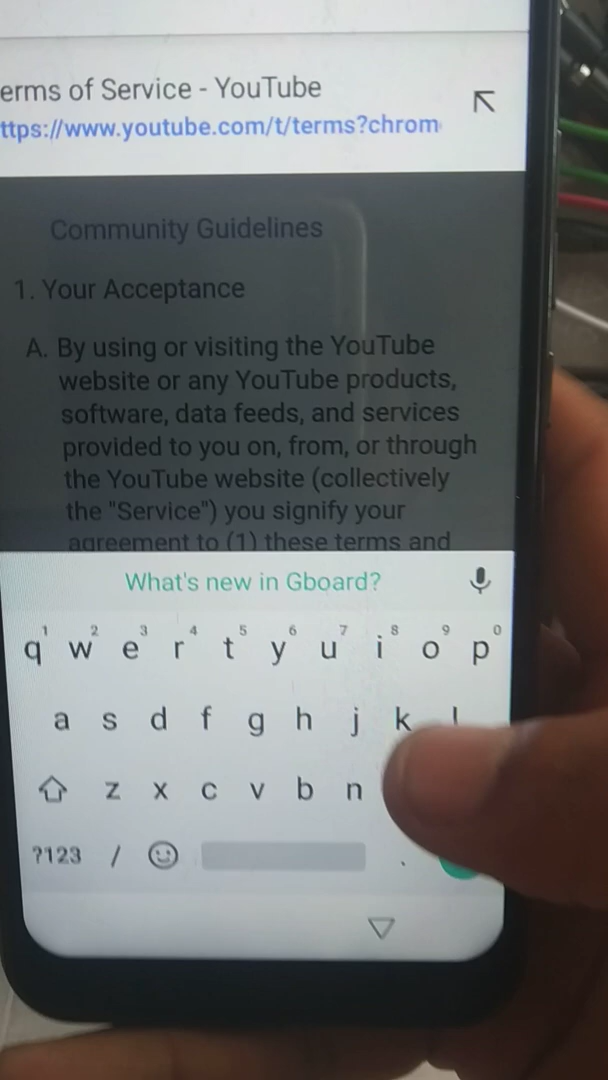 erms of Service - YouTube
ttps://www.youtube.com/t/terms?chrom
Community Guidelines
1. Your Acceptance
A. By using or visiting the YouTube
website or any YouTube products,
software, data feeds, and services
provided to you on, from, or through
the YouTube website (collectively
the "Service") you signify your
agreement to (1) these terms and
What's new in Gboard?
1 2 3 4 5 6 7 8 9 0
q w e r t y u i o p
a s d f g h j k l
z x c v b n
?123 / .